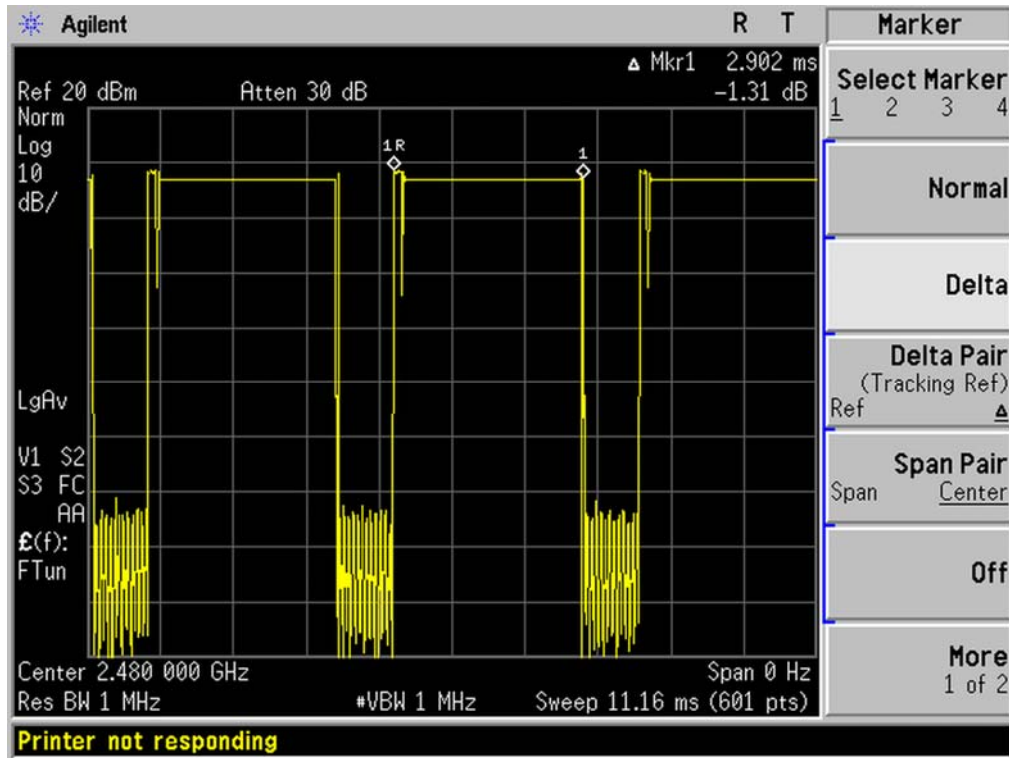 Agilent
R T
Marker
Δ Mkr1 2.902 ms
Ref 20 dBm Atten 30 dB -1.31 dB
Norm
Log
10
dB/
1R
1
LgAv
V1 S2
S3 FC
AA
£(f):
FTun
Center 2.480 000 GHz Span 0 Hz
Res BW 1 MHz #VBW 1 MHz Sweep 11.16 ms (601 pts)
Printer not responding
Select Marker
1 2 3 4
Normal
Delta
Delta Pair
(Tracking Ref)
Ref Δ
Span Pair
Span Center
Off
More
1 of 2